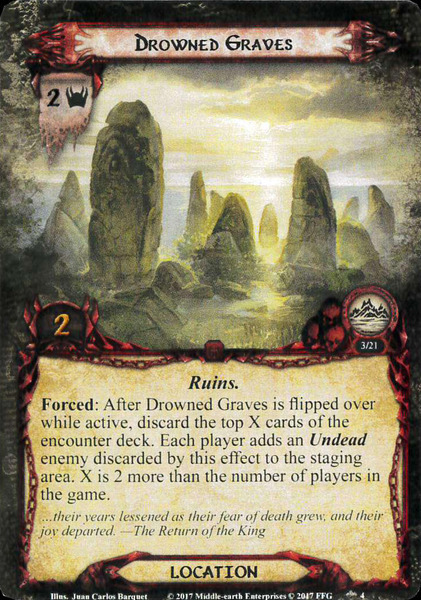 Drowned Graves
2
2
3/21
Ruins.
Forced: After Drowned Graves is flipped over
while active, discard the top X cards of the
encounter deck. Each player adds an Undead
enemy discarded by this effect to the staging
area. X is 2 more than the number of players in
the game.
...their years lessened as their fear of death grew, and their
joy departed. —The Return of the King
LOCATION
Illus. Juan Carlos Barquet © 2017 Middle-earth Enterprises © 2017 FFG 4